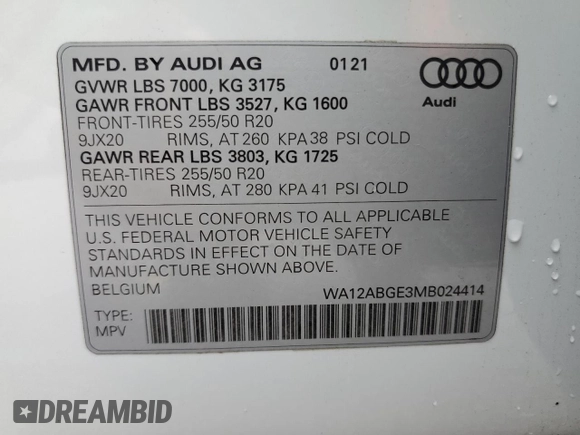 MFD. BY AUDI AG 01 21
GVWR LBS 7000, KG 3175
GAWR FRONT LBS 3527, KG 1600
FRONT-TIRES 255/50 R20
9JX20 RIMS, AT 260 KPA 38 PSI COLD
GAWR REAR LBS 3803, KG 1725
REAR-TIRES 255/50 R20
9JX20 RIMS, AT 280 KPA 41 PSI COLD
Audi
THIS VEHICLE CONFORMS TO ALL APPLICABLE
U.S. FEDERAL MOTOR VEHICLE SAFETY
STANDARDS IN EFFECT ON THE DATE OF
MANUFACTURE SHOWN ABOVE.
BELGIUM WA12ABGE3MB024414
TYPE:
MPV
DREAMBID